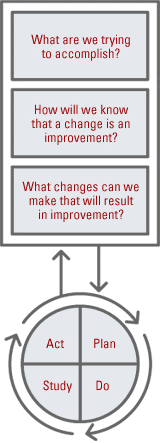 What are we trying
to accomplish?
How will we know
that a change is an
improvement?
What changes can we
make that will result
in improvement?
Act
Plan
Study
Do